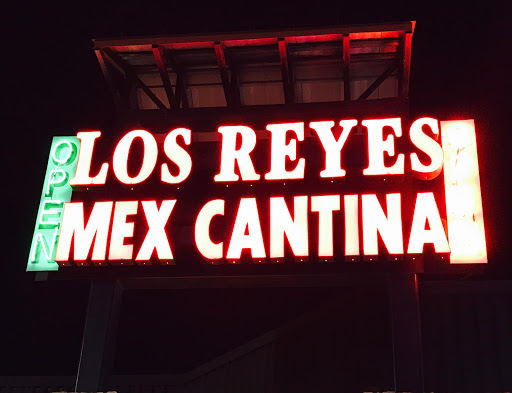 OPEN
LOS REYES
MEX CANTINA